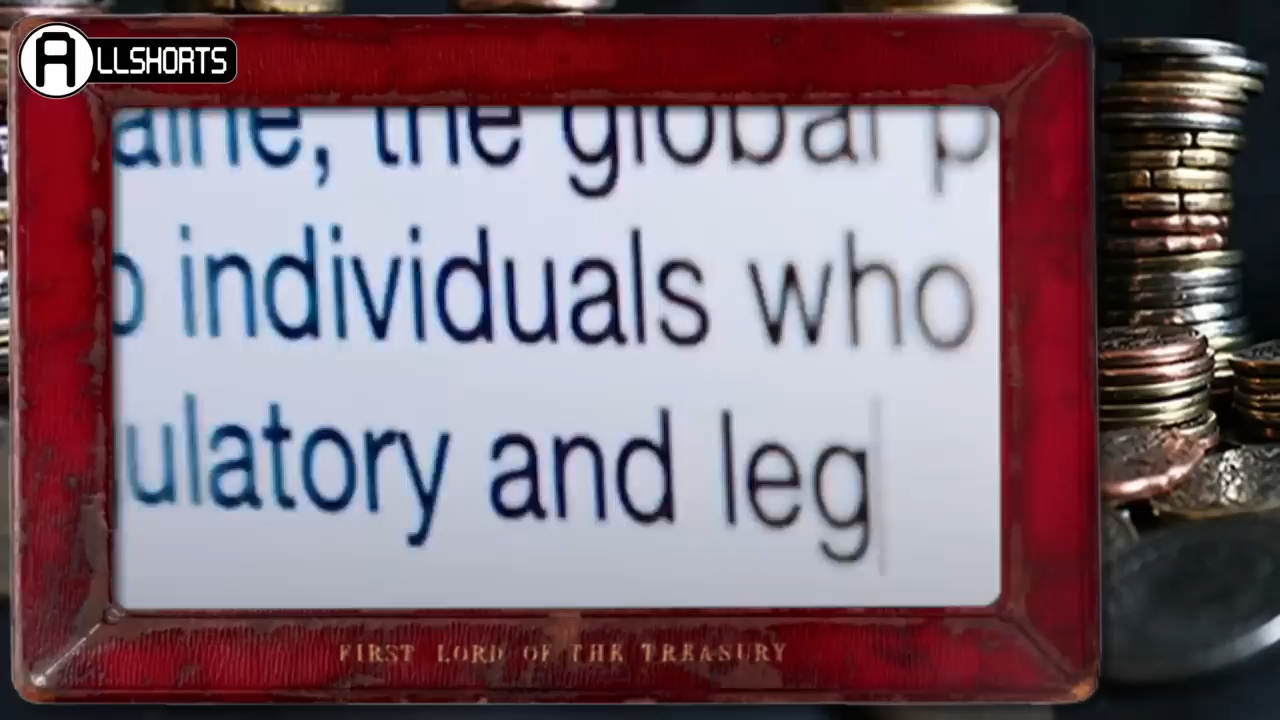 ALLSHORTS
aine, the global p
o individuals who
ulatory and leg
FIRST LORD OF THE TREASURY